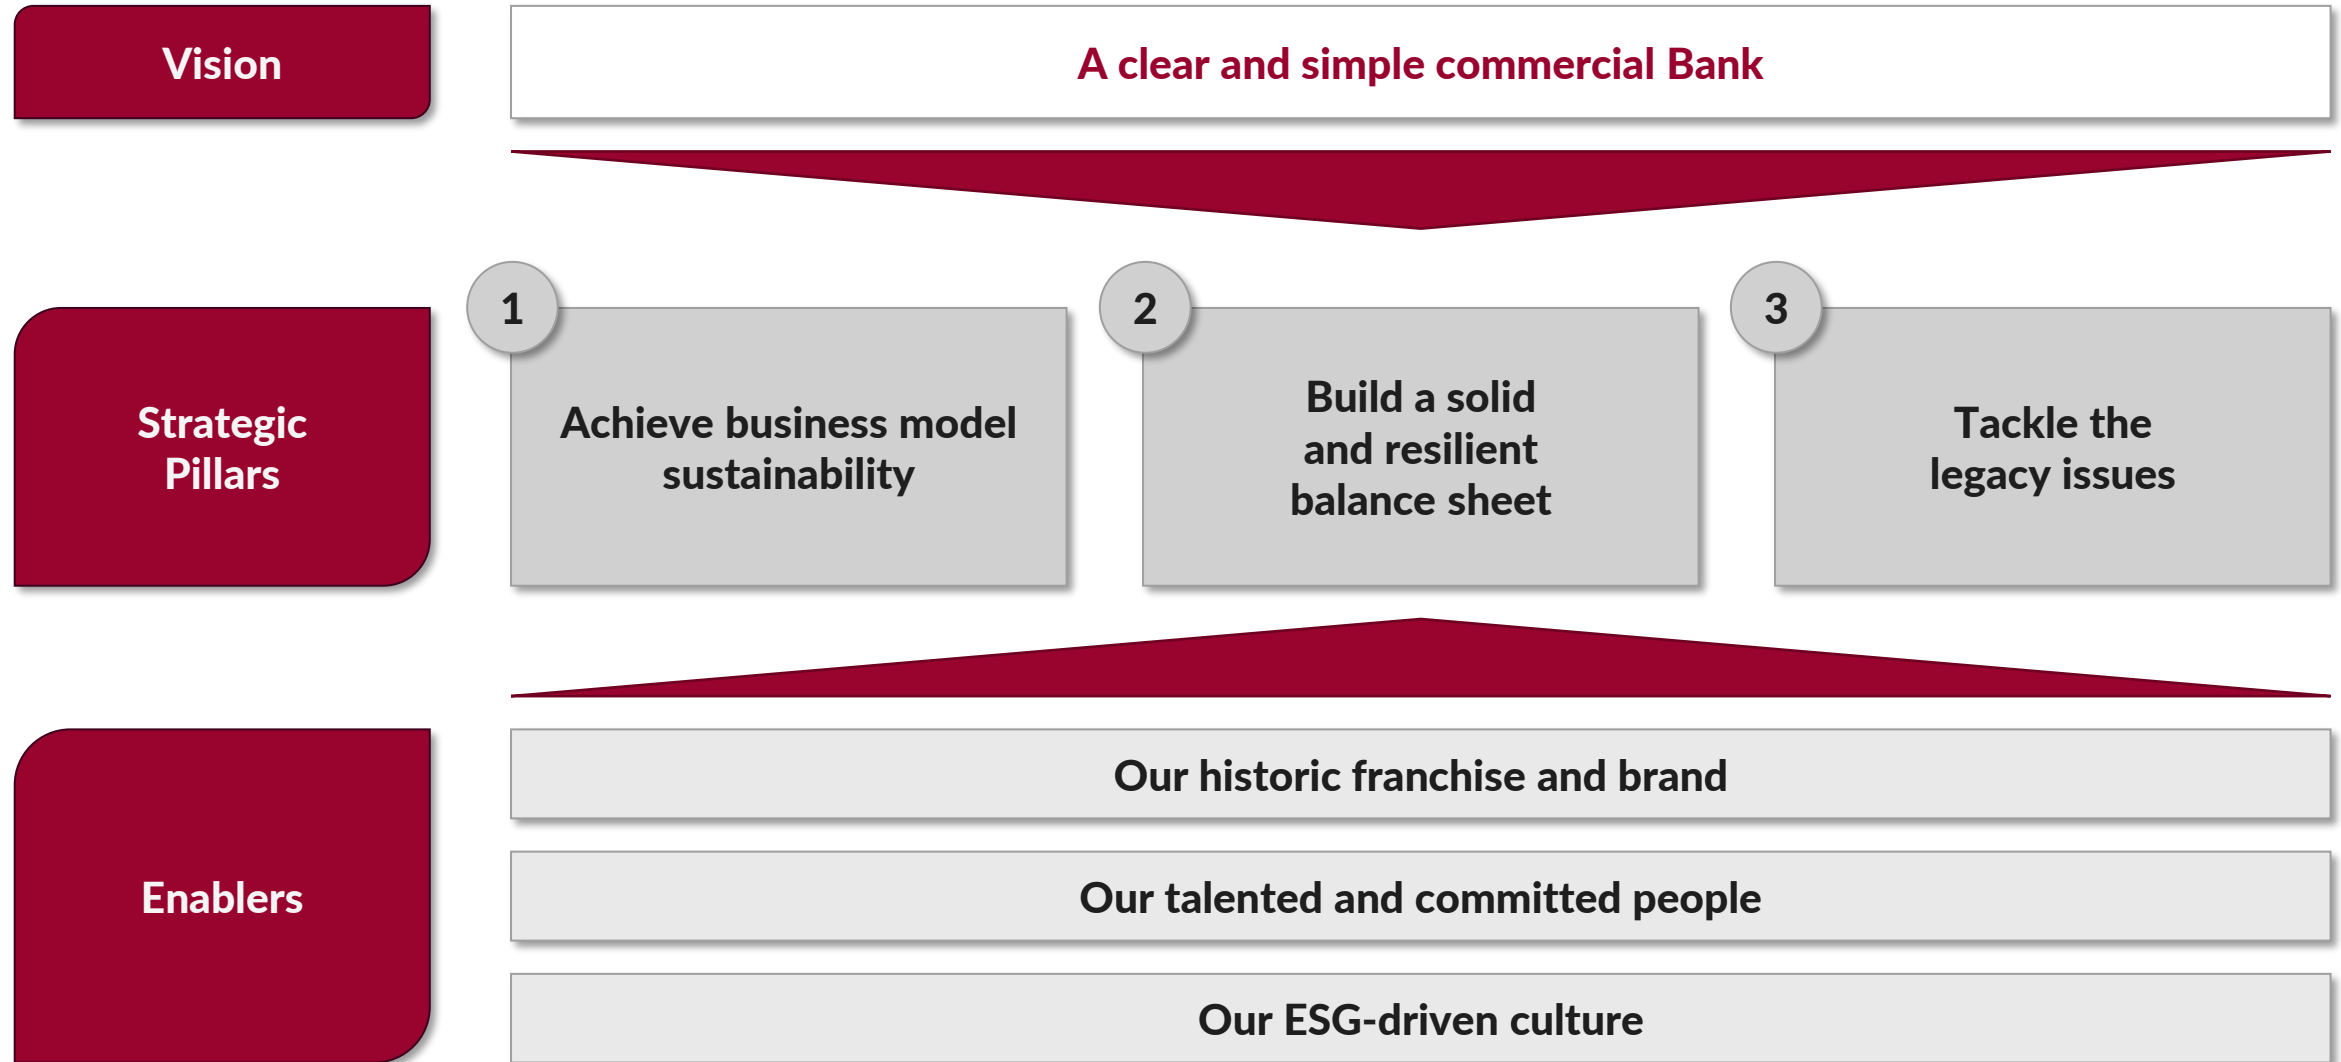 Vision
A clear and simple commercial Bank
1
2
3
Strategic
Pillars
Achieve business model
sustainability
Build a solid
and resilient
balance sheet
Tackle the
legacy issues
Enablers
Our historic franchise and brand
Our talented and committed people
Our ESG-driven culture